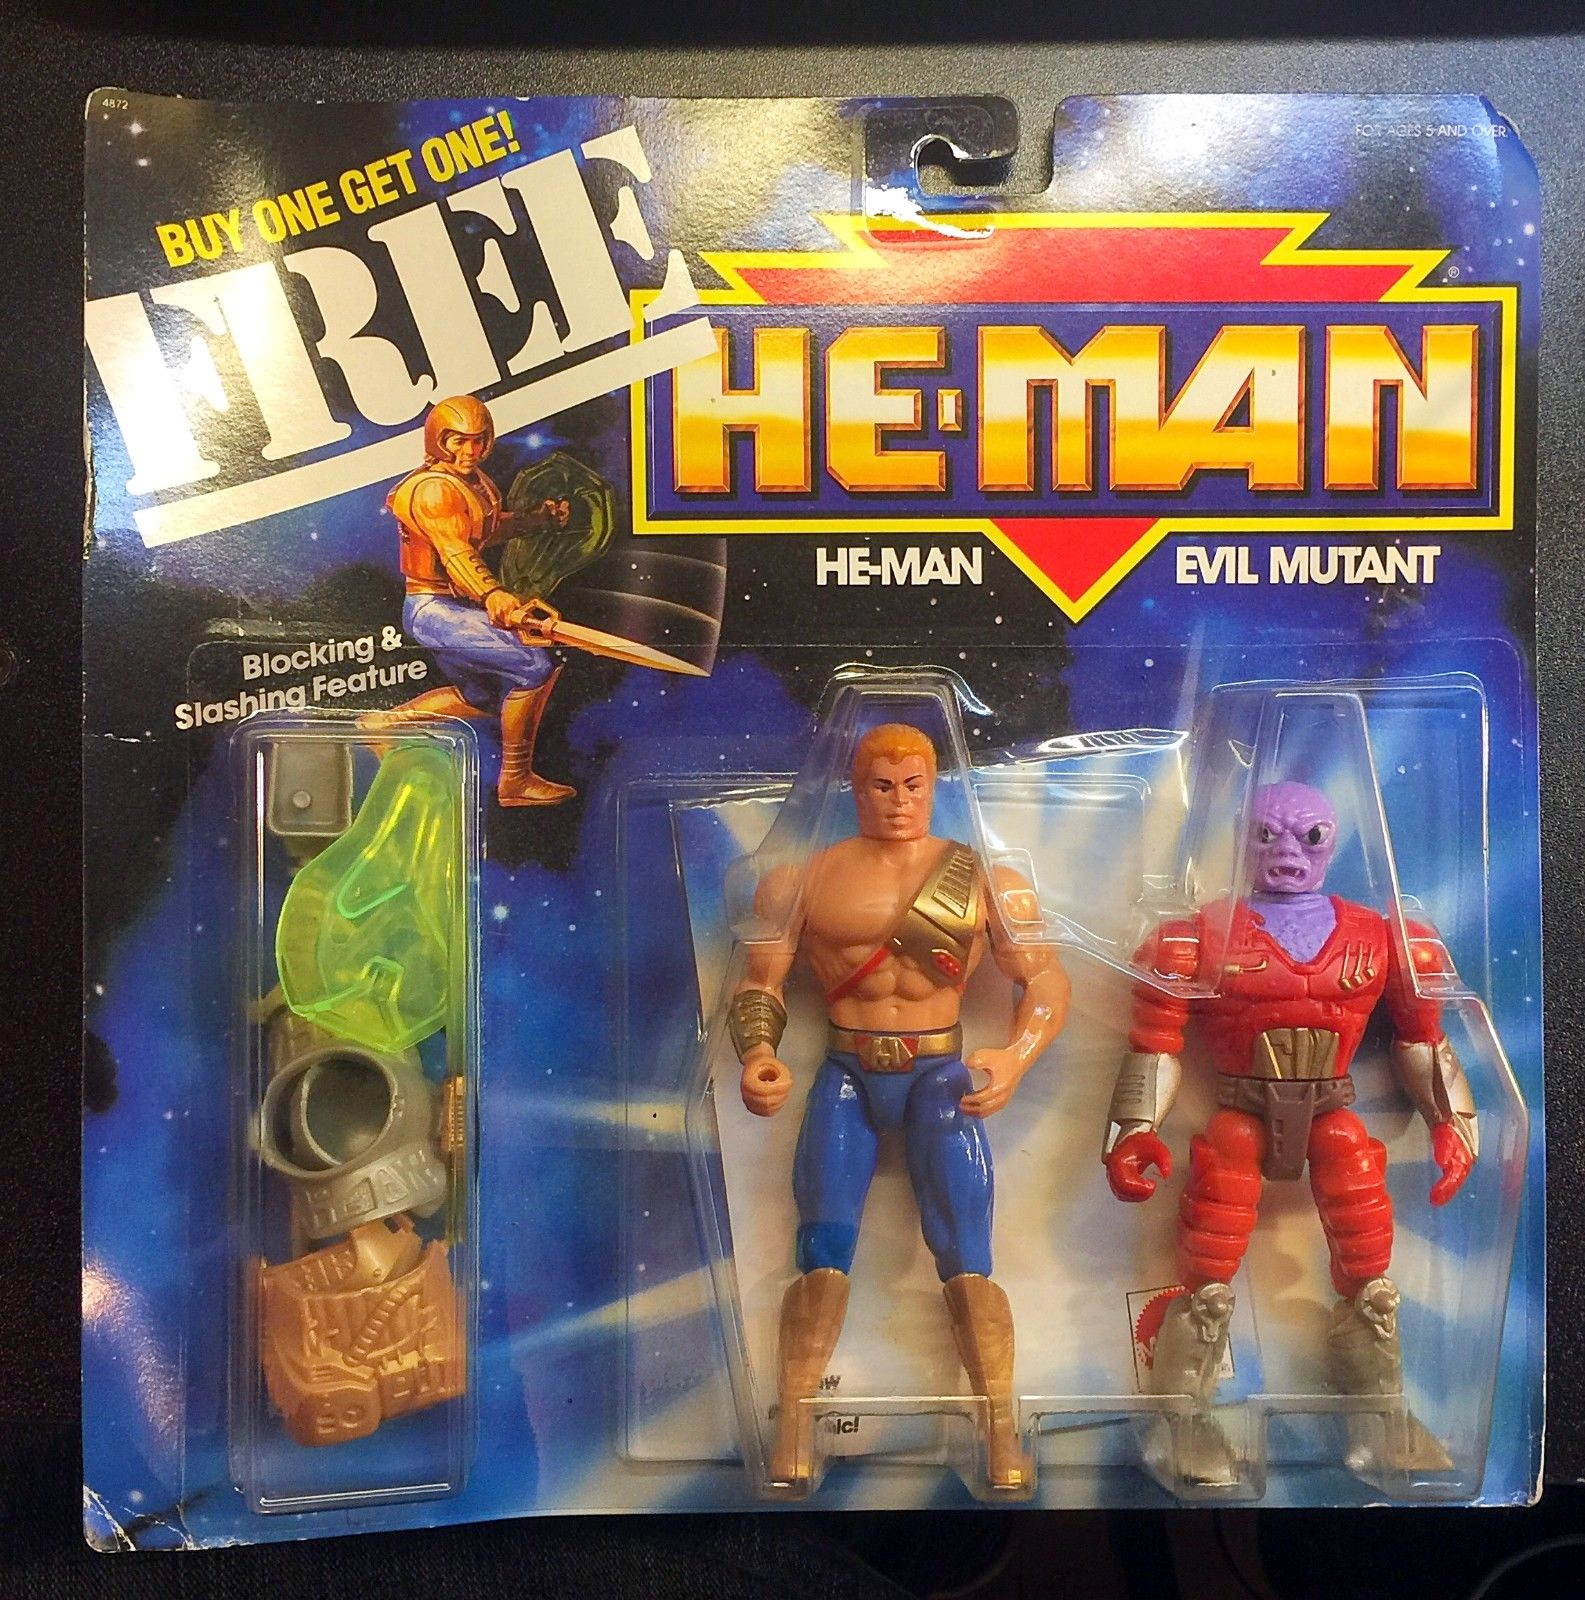 4872
FOR AGES 5 AND OVER
BUY ONE GET ONE!
FREE
HE-MAN
®
HE-MAN
EVIL MUTANT
Blocking &
Slashing Feature
H